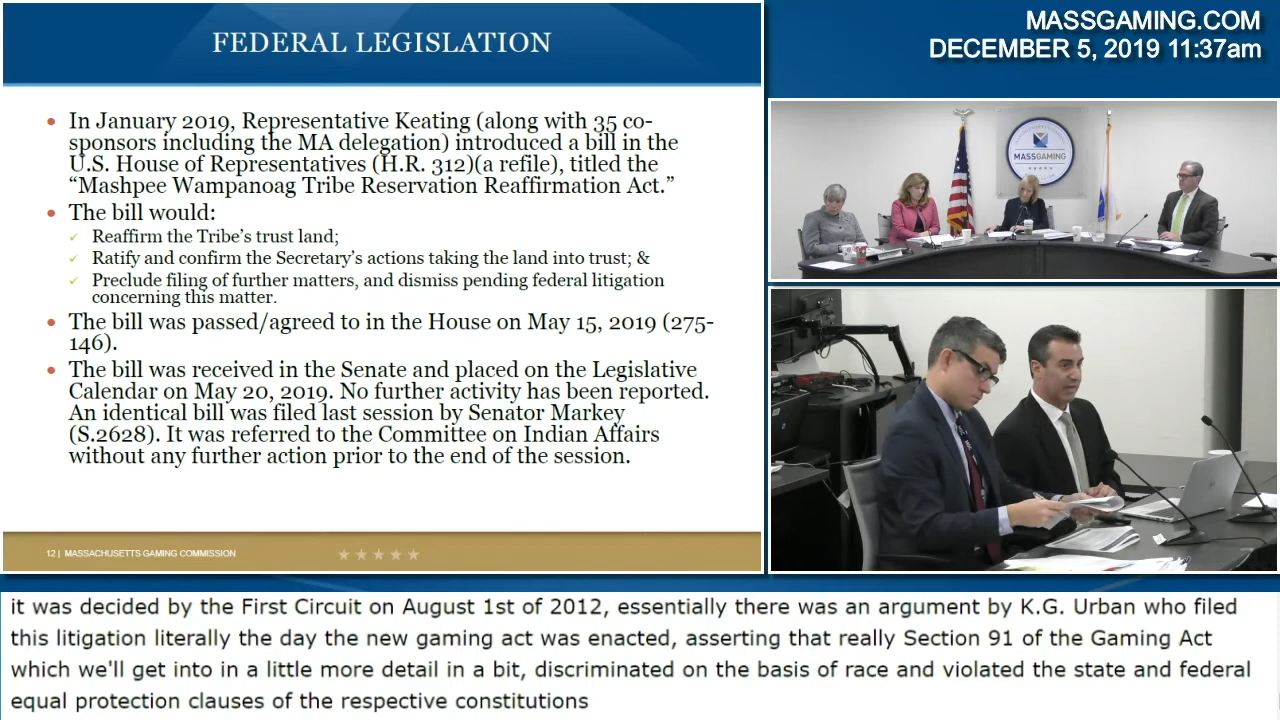 FEDERAL LEGISLATION
• In January 2019, Representative Keating (along with 35 co-
sponsors including the MA delegation) introduced a bill in the
U.S. House of Representatives (H.R. 312)(a refile), titled the
“Mashpee Wampanoag Tribe Reservation Reaffirmation Act.”
• The bill would:
✓ Reaffirm the Tribe’s trust land;
✓ Ratify and confirm the Secretary’s actions taking the land into trust; &
✓ Preclude filing of further matters, and dismiss pending federal litigation
concerning this matter.
• The bill was passed/agreed to in the House on May 15, 2019 (275-
146).
• The bill was received in the Senate and placed on the Legislative
Calendar on May 20, 2019. No further activity has been reported.
An identical bill was filed last session by Senator Markey
(S.2628). It was referred to the Committee on Indian Affairs
without any further action prior to the end of the session.
12 | MASSACHUSETTS GAMING COMMISSION
MASSGAMING.COM
DECEMBER 5, 2019 11:37am
MASSGAMING
it was decided by the First Circuit on August 1st of 2012, essentially there was an argument by K.G. Urban who filed
this litigation literally the day the new gaming act was enacted, asserting that really Section 91 of the Gaming Act
which we'll get into in a little more detail in a bit, discriminated on the basis of race and violated the state and federal
equal protection clauses of the respective constitutions